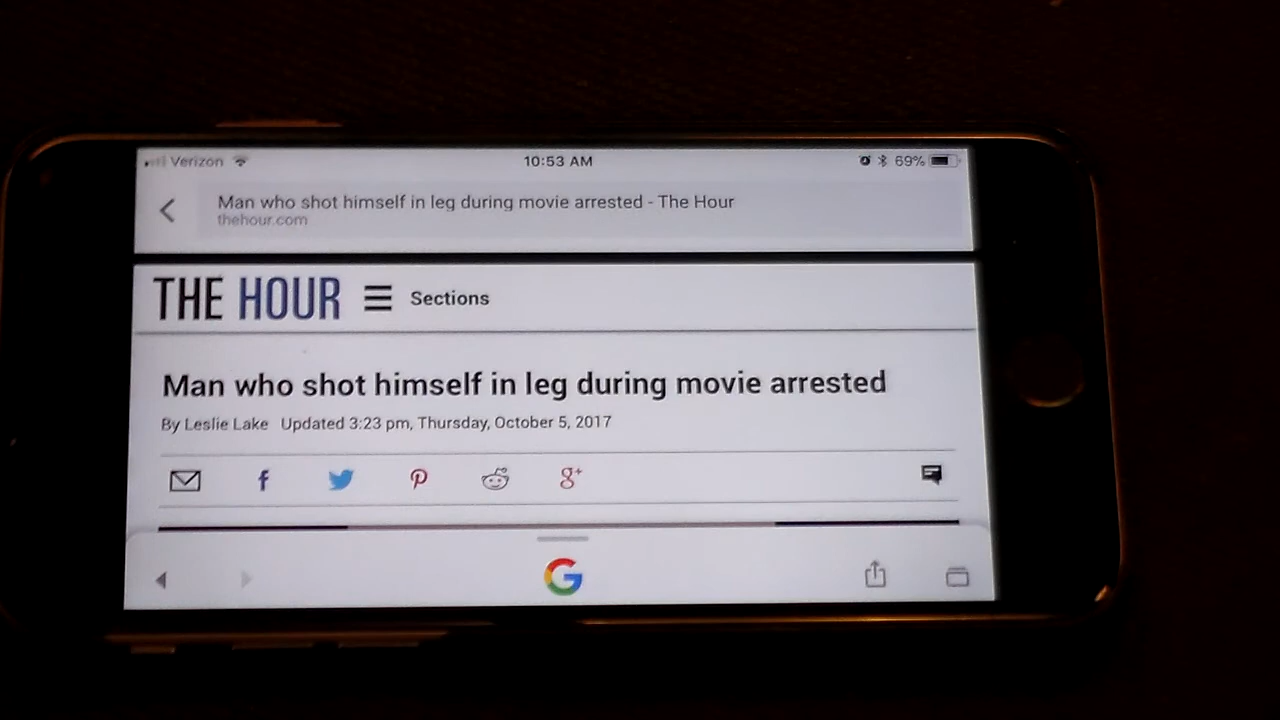 Verizon 10:53 AM 69%
Man who shot himself in leg during movie arrested - The Hour
thehour.com
THE HOUR Sections
Man who shot himself in leg during movie arrested
By Leslie Lake Updated 3:23 pm, Thursday, October 5, 2017
f g+
G